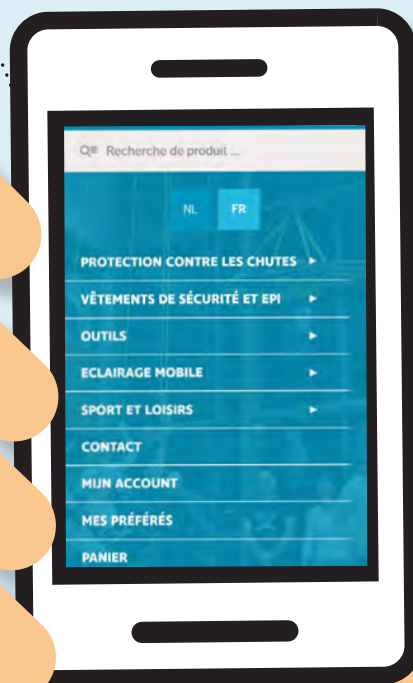 Recherche de produit ...
NL FR
PROTECTION CONTRE LES CHUTES
VÊTEMENTS DE SÉCURITÉ ET EPI
OUTILS
ECLAIRAGE MOBILE
SPORT ET LOISIRS
CONTACT
MIJN ACCOUNT
MES PRÉFÉRÉS
PANIER